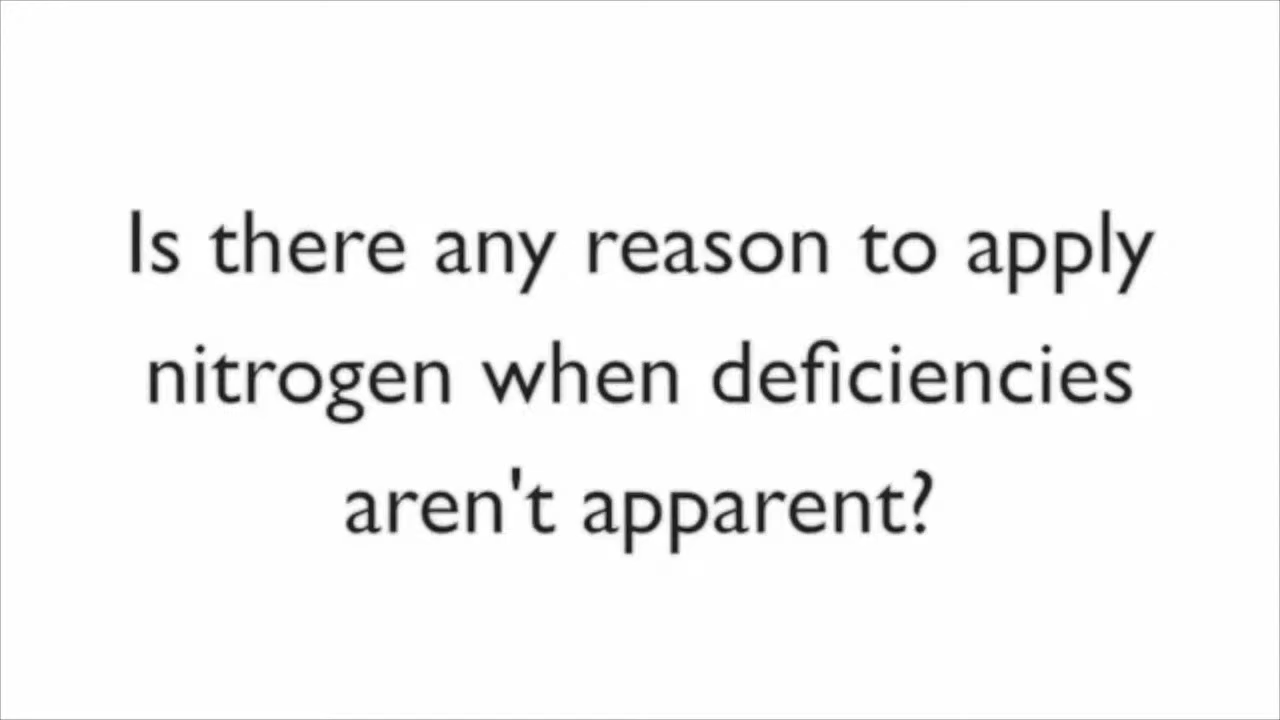 Is there any reason to apply
nitrogen when deficiencies
aren't apparent?